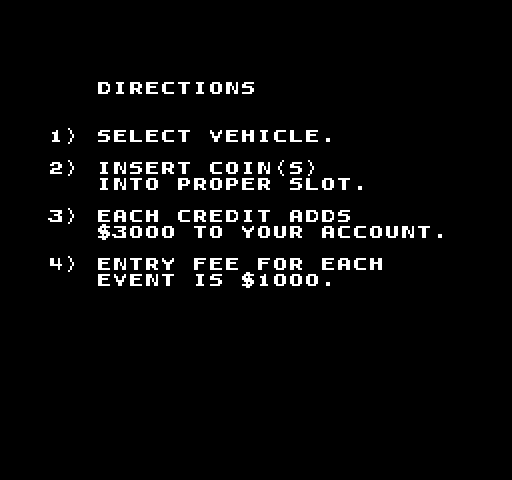 DIRECTIONS
1) SELECT VEHICLE.
2) INSERT COIN(S)
INTO PROPER SLOT.
3) EACH CREDIT ADDS
$3000 TO YOUR ACCOUNT.
4) ENTRY FEE FOR EACH
EVENT IS $1000.